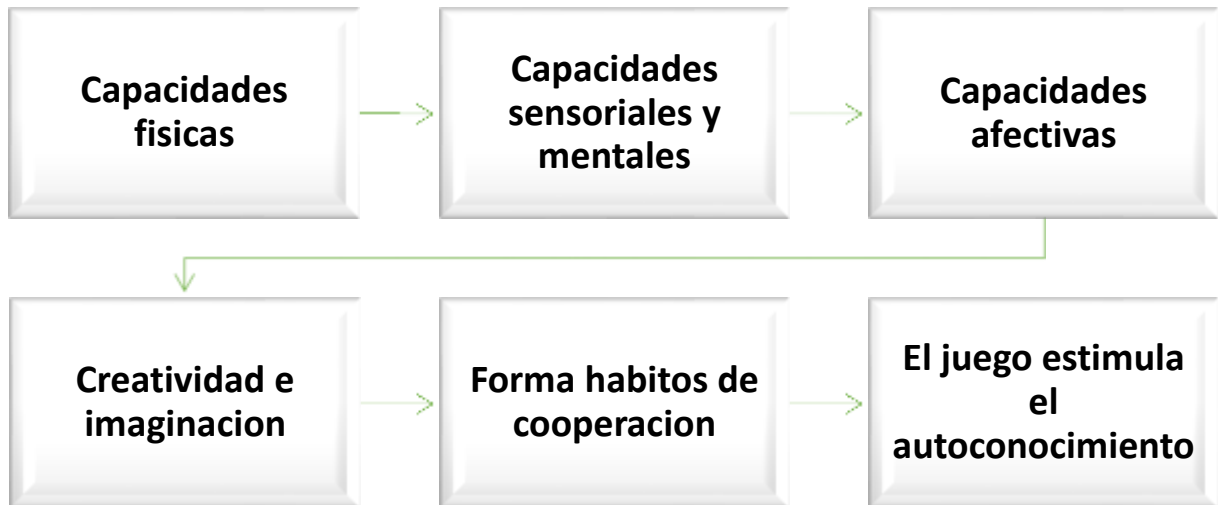 Capacidades
fisicas
Capacidades
sensoriales y
mentales
Capacidades
afectivas
Creatividad e
imaginacion
Forma habitos de
cooperacion
El juego estimula
el
autoconocimiento